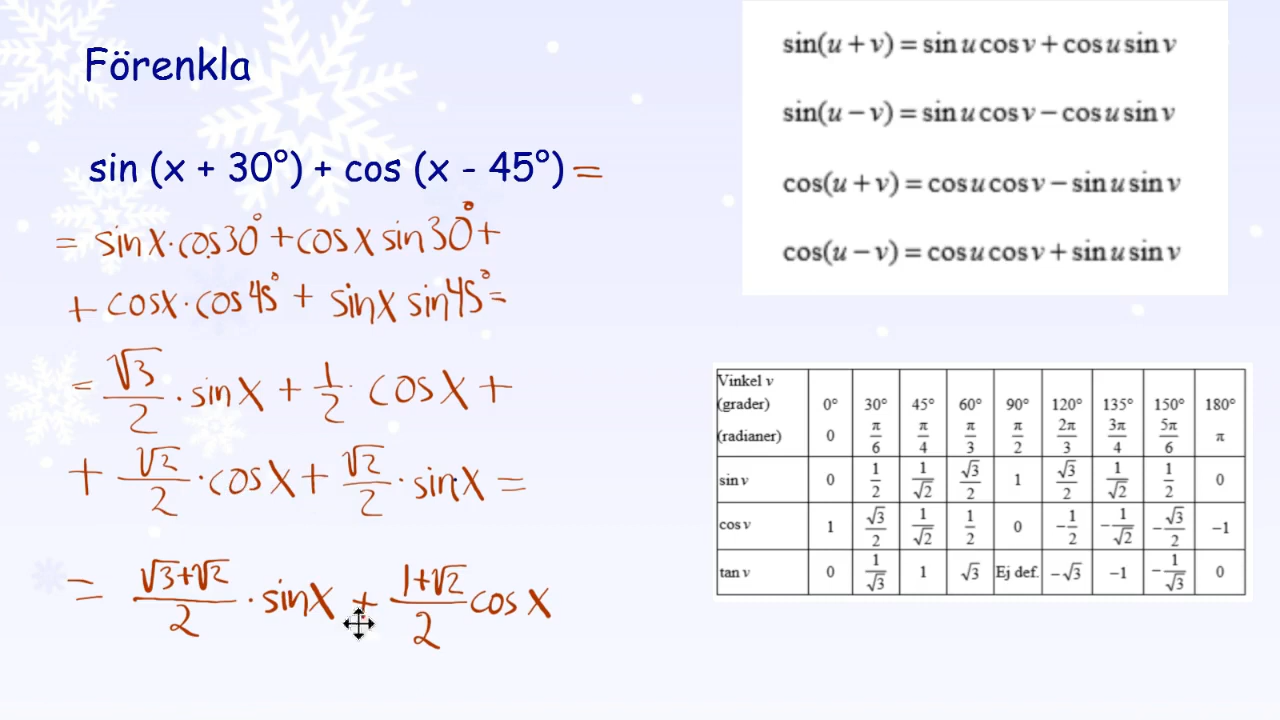 Förenkla
sin (x + 30°) + cos (x - 45°) =
= sin x · cos 30° + cos x sin 30° +
+ cos x · cos 45° + sin x sin 45° =
= √3/2 · sin x + 1/2 · cos x +
+ √2/2 · cos x + √2/2 · sin x =
= (√3+√2)/2 · sin x + (1+√2)/2 cos x
sin(u + v) = sin u cos v + cos u sin v
sin(u − v) = sin u cos v − cos u sin v
cos(u + v) = cos u cos v − sin u sin v
cos(u − v) = cos u cos v + sin u sin v
Vinkel v
(grader) 0° 30° 45° 60° 90° 120° 135° 150° 180°
(radianer) 0 π/6 π/4 π/3 π/2 2π/3 3π/4 5π/6 π
sin v 0 1/2 1/√2 √3/2 1 √3/2 1/√2 1/2 0
cos v 1 √3/2 1/√2 1/2 0 −1/2 −1/√2 −√3/2 −1
tan v 0 1/√3 1 √3 Ej def. −√3 −1 −1/√3 0